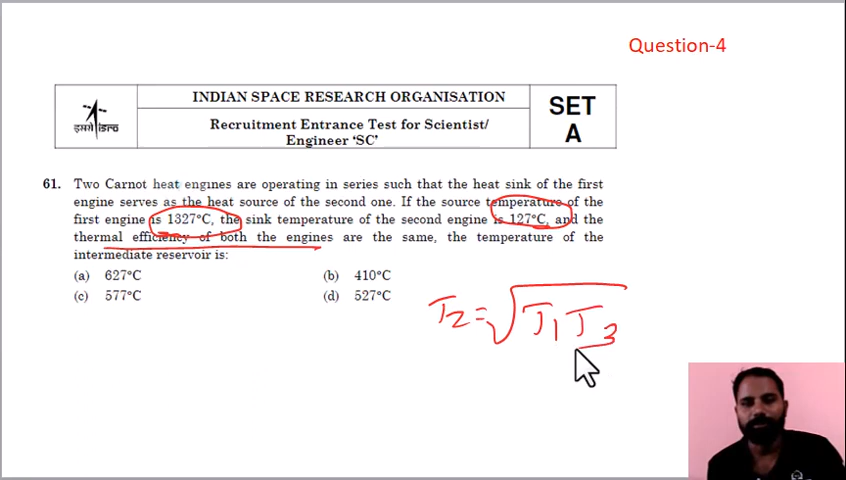 Question-4
INDIAN SPACE RESEARCH ORGANISATION
Recruitment Entrance Test for Scientist/
Engineer ‘SC’
SET
A
इसरो isro
61. Two Carnot heat engines are operating in series such that the heat sink of the first
engine serves as the heat source of the second one. If the source temperature of the
first engine is 1327°C, the sink temperature of the second engine is 127°C, and the
thermal efficiency of both the engines are the same, the temperature of the
intermediate reservoir is:
(a) 627°C (b) 410°C
(c) 577°C (d) 527°C
T2=√T1T3